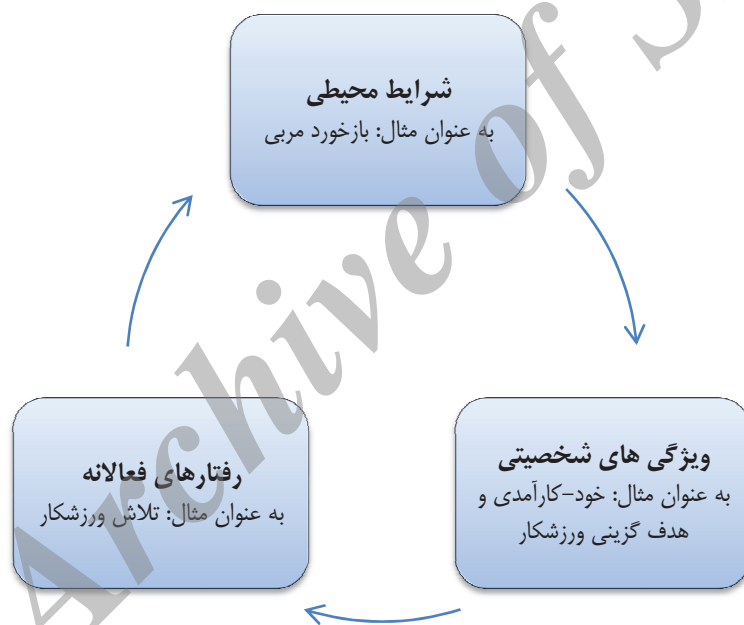 شرایط محیطی
به عنوان مثال: بازخورد مربی
ویژگی های شخصیتی
به عنوان مثال: خود-کارآمدی و
هدف گزینی ورزشکار
رفتارهای فعالانه
به عنوان مثال: تلاش ورزشکار
Archive of S